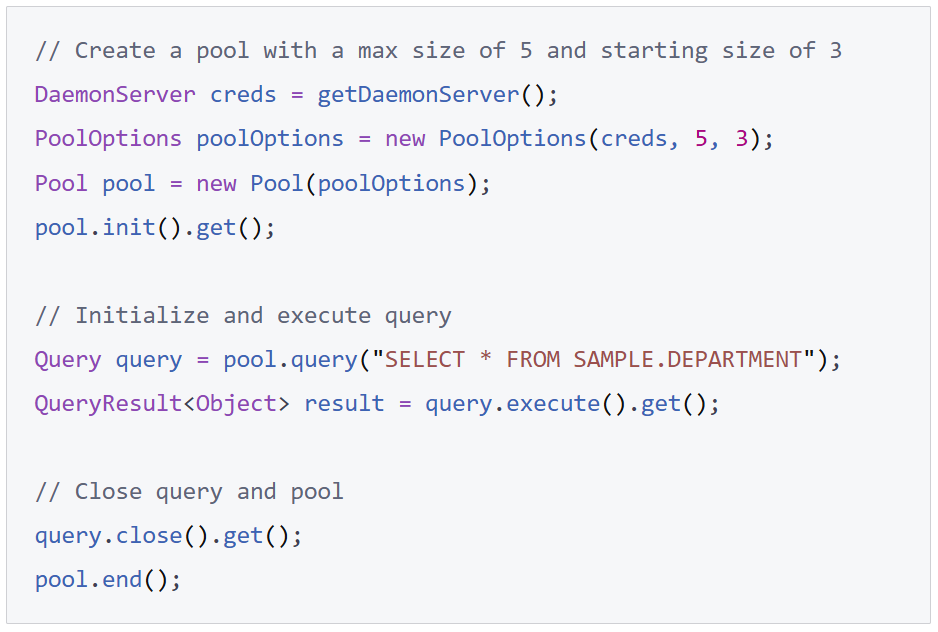 // Create a pool with a max size of 5 and starting size of 3
DaemonServer creds = getDaemonServer();
PoolOptions poolOptions = new PoolOptions(creds, 5, 3);
Pool pool = new Pool(poolOptions);
pool.init().get();
// Initialize and execute query
Query query = pool.query("SELECT * FROM SAMPLE.DEPARTMENT");
QueryResult<Object> result = query.execute().get();
// Close query and pool
query.close().get();
pool.end();